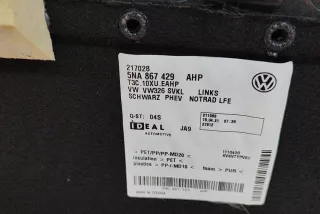 217028
5NA 867 429 AHP
T3C.10XU.EAHP
VW VW326 SVKL LINKS
SCHWARZ PHEV NOTRAD LFE
Q-ST: 04S
IDEAL JA9
AUTOMOTIVE
> PET/PP/PP-MD20 <
insulation > PET <
plastics > PP-(-MD10 < foam > PUR <